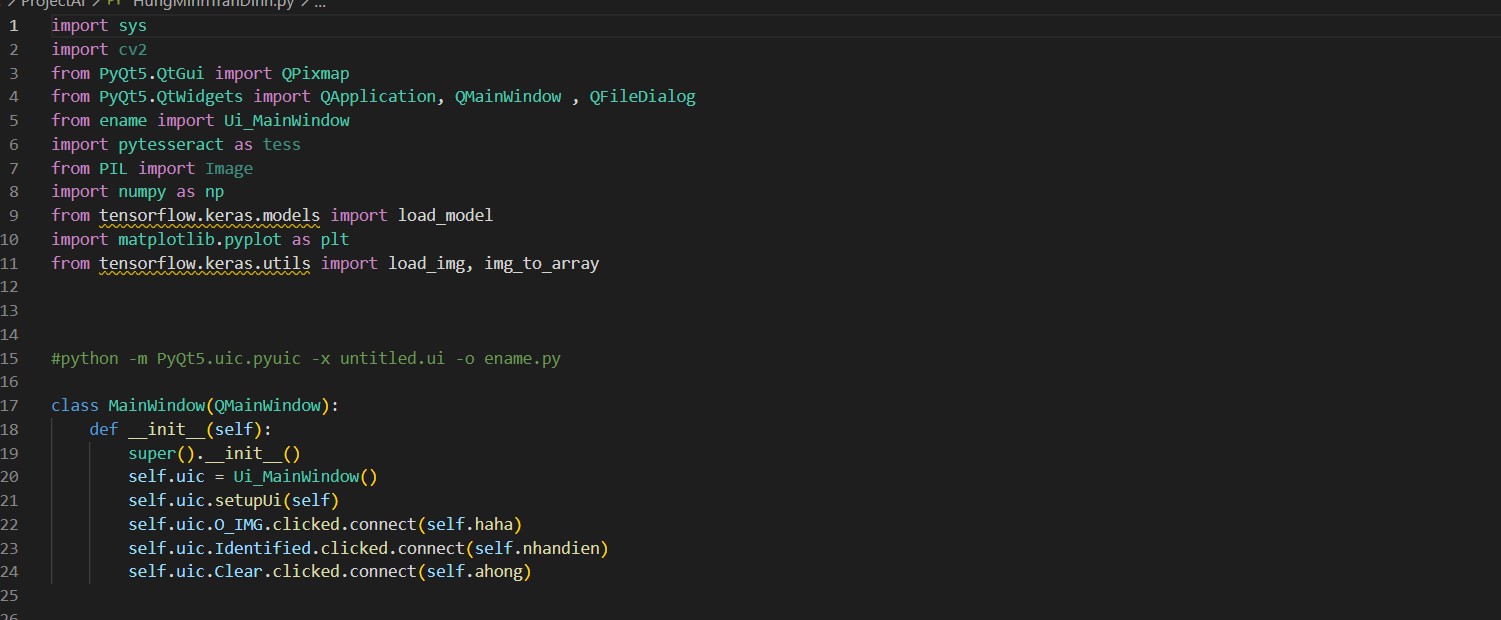 ProjectAI > PY HungMinhTranDinh.py > ...
1 import sys
2 import cv2
3 from PyQt5.QtGui import QPixmap
4 from PyQt5.QtWidgets import QApplication, QMainWindow , QFileDialog
5 from ename import Ui_MainWindow
6 import pytesseract as tess
7 from PIL import Image
8 import numpy as np
9 from tensorflow.keras.models import load_model
10 import matplotlib.pyplot as plt
11 from tensorflow.keras.utils import load_img, img_to_array
12
13
14
15 #python -m PyQt5.uic.pyuic -x untitled.ui -o ename.py
16
17 class MainWindow(QMainWindow):
18 def __init__(self):
19 super().__init__()
20 self.uic = Ui_MainWindow()
21 self.uic.setupUi(self)
22 self.uic.O_IMG.clicked.connect(self.haha)
23 self.uic.Identified.clicked.connect(self.nhandien)
24 self.uic.Clear.clicked.connect(self.ahong)
25
26